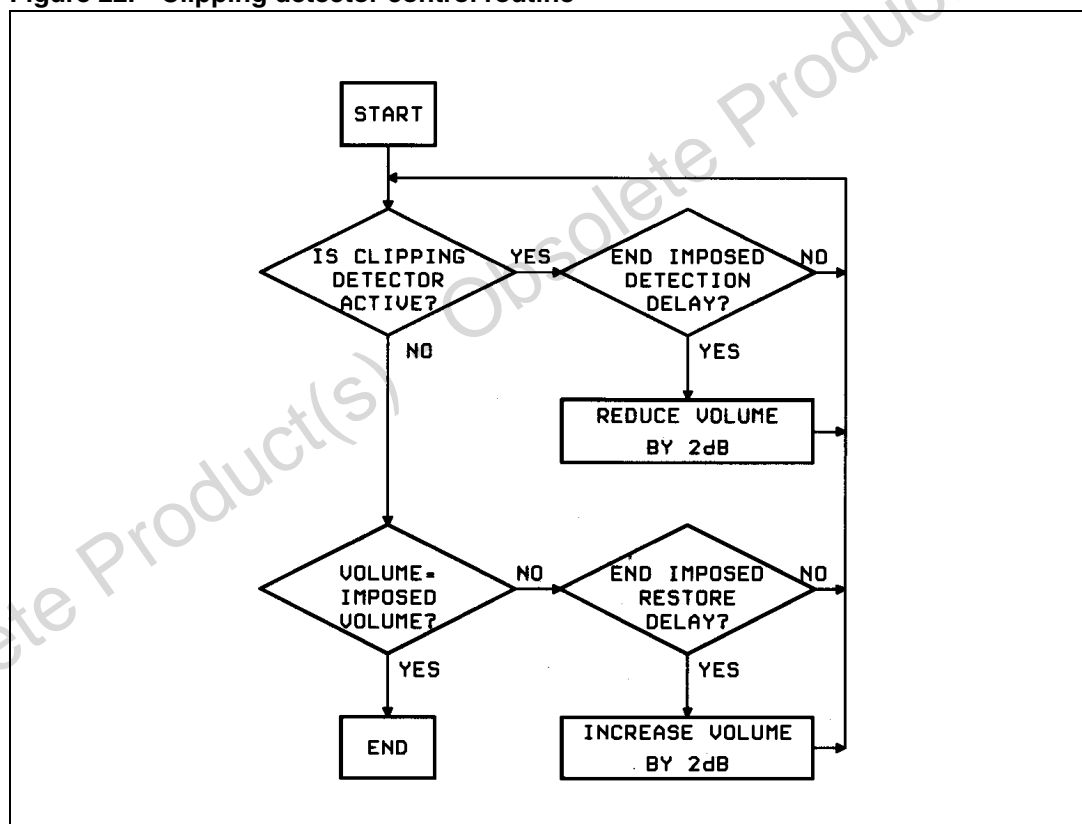 Figure 22. Clipping detector control routine
START
IS CLIPPING
DETECTOR
ACTIVE?
YES
END IMPOSED
DETECTION
DELAY?
NO
NO
YES
REDUCE VOLUME
BY 2dB
VOLUME=
IMPOSED
VOLUME?
NO
END IMPOSED
RESTORE
DELAY?
NO
YES
YES
END
INCREASE VOLUME
BY 2dB
Obsolete Product(s)
Obsolete Produc
lete Product(s)